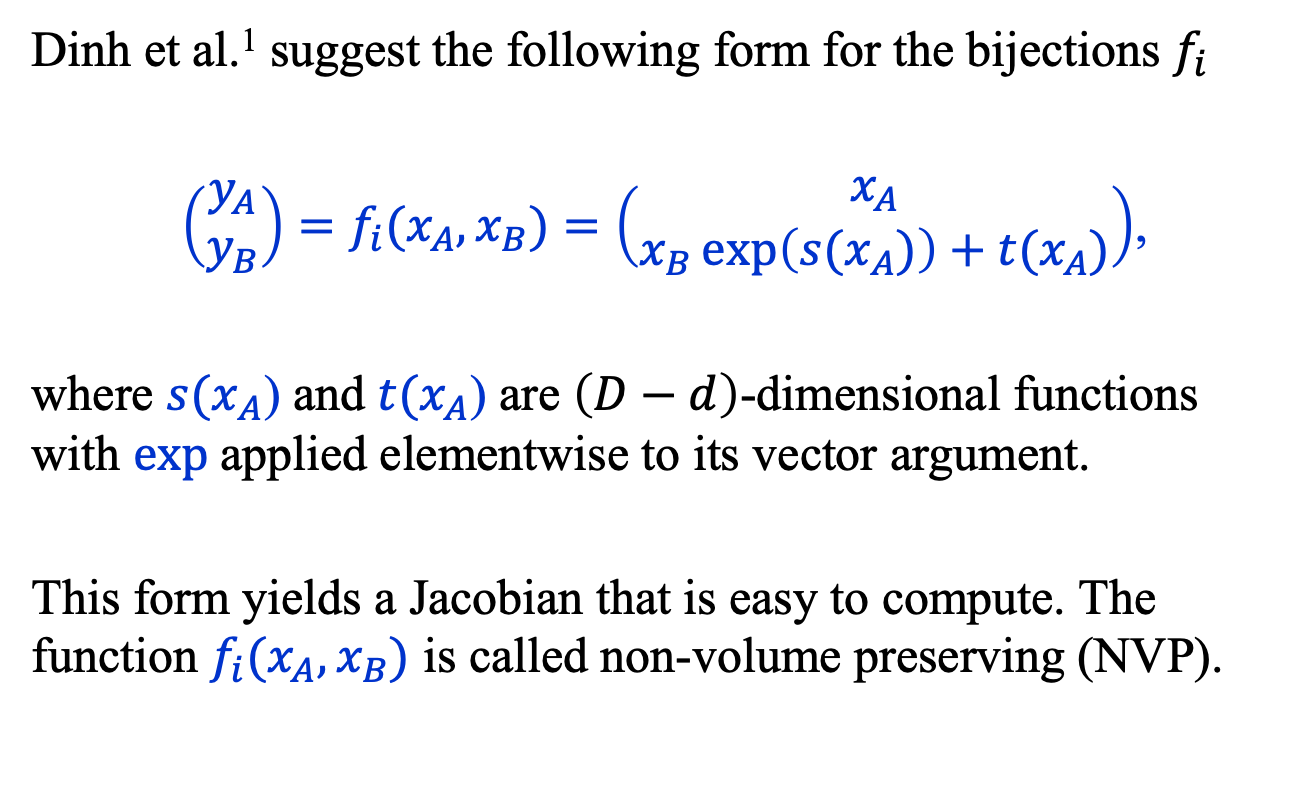 Dinh et al.¹ suggest the following form for the bijections fᵢ
(y_A y_B) = fᵢ(x_A, x_B) = (x_A x_B exp(s(x_A)) + t(x_A)),
where s(x_A) and t(x_A) are (D − d)-dimensional functions
with exp applied elementwise to its vector argument.
This form yields a Jacobian that is easy to compute. The
function fᵢ(x_A, x_B) is called non-volume preserving (NVP).